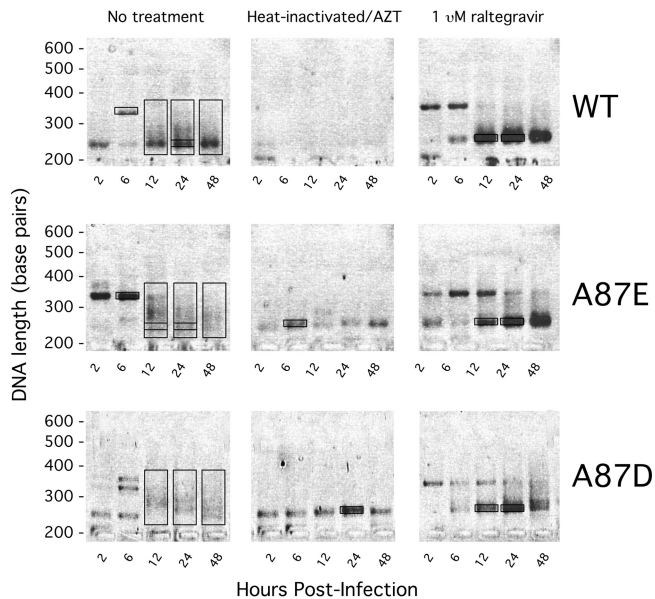 No treatment Heat-inactivated/AZT 1 υM raltegravir
600 -
500 -
400 -
300 -
200 -
WT
2 6 12 24 48 2 6 12 24 48 2 6 12 24 48
600 -
500 -
400 -
300 -
200 -
A87E
2 6 12 24 48 2 6 12 24 48 2 6 12 24 48
600 -
500 -
400 -
300 -
200 -
A87D
2 6 12 24 48 2 6 12 24 48 2 6 12 24 48
DNA length (base pairs)
Hours Post-Infection